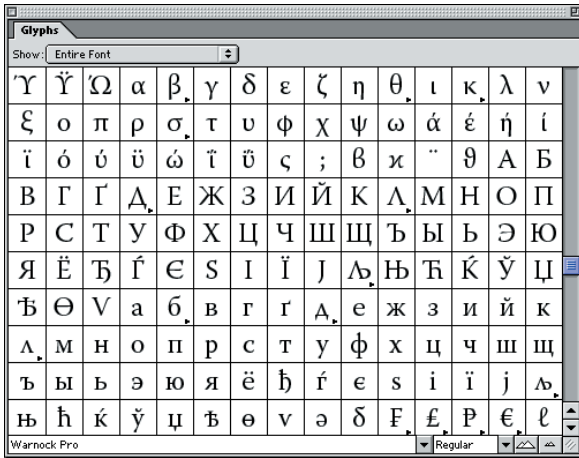 Glyphs
Show: Entire Font
ϒ Ϋ Ώ α β γ δ ε ζ η θ ι κ λ ν
ξ ο π ρ σ τ υ φ χ ψ ω ά έ ή ί
ϊ ό ύ ϋ ώ ΐ ΰ ς ; ϐ ϰ ¨ ϑ А Б
В Г Ґ Д Е Ж З И Й К Л М Н О П
Р С Т У Ф Х Ц Ч Ш Щ Ъ Ы Ь Э Ю
Я Ё Ђ Ѓ Є Ѕ І Ї Ј Љ Њ Ћ Ќ Ў Џ
Ѣ Ѳ Ѵ а б в г ґ д е ж з и й к
л м н о п р с т у ф х ц ч ш щ
ъ ы ь э ю я ё ђ ѓ є ѕ і ї ј љ
њ ћ ќ ў џ ѣ ѳ ѵ ə δ ₣ ₤ ₽ € ℓ
Warnock Pro Regular